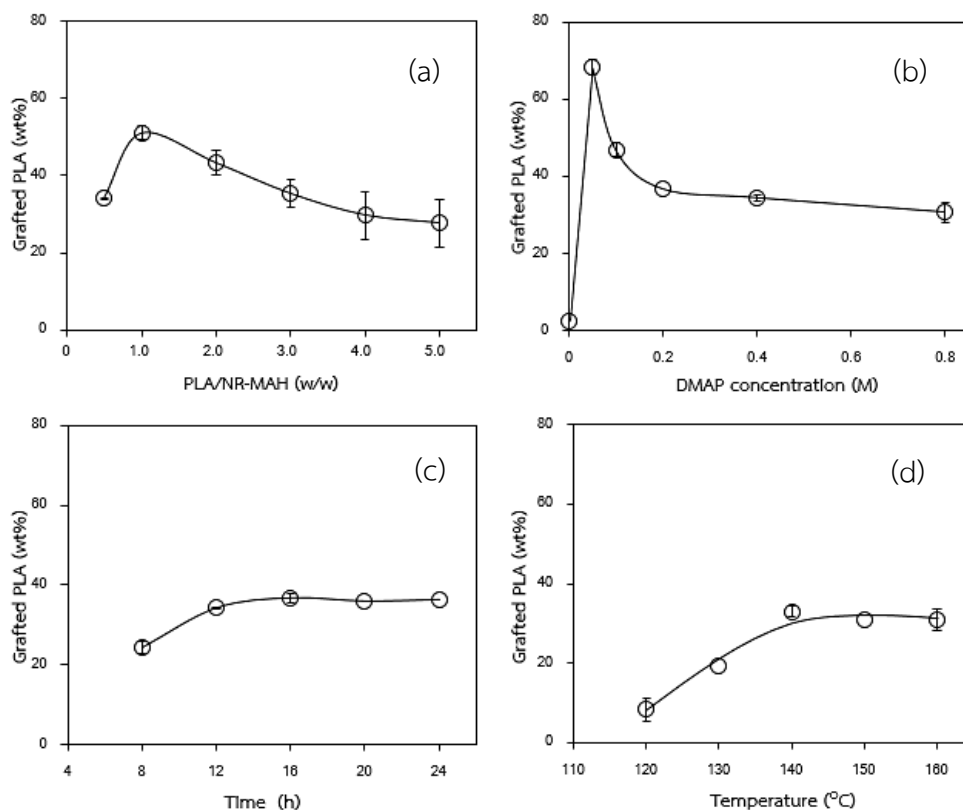 80
60
40
20
0
Grafted PLA (wt%)
(a)
0 1.0 2.0 3.0 4.0 5.0
PLA/NR-MAH (w/w)
80
60
40
20
0
Grafted PLA (wt%)
(b)
0 0.2 0.4 0.6 0.8
DMAP concentration (M)
80
60
40
20
0
Grafted PLA (wt%)
(c)
4 8 12 16 20 24
TIme (h)
80
60
40
20
0
Grafted PLA (wt%)
(d)
110 120 130 140 150 160
Temperature (°C)